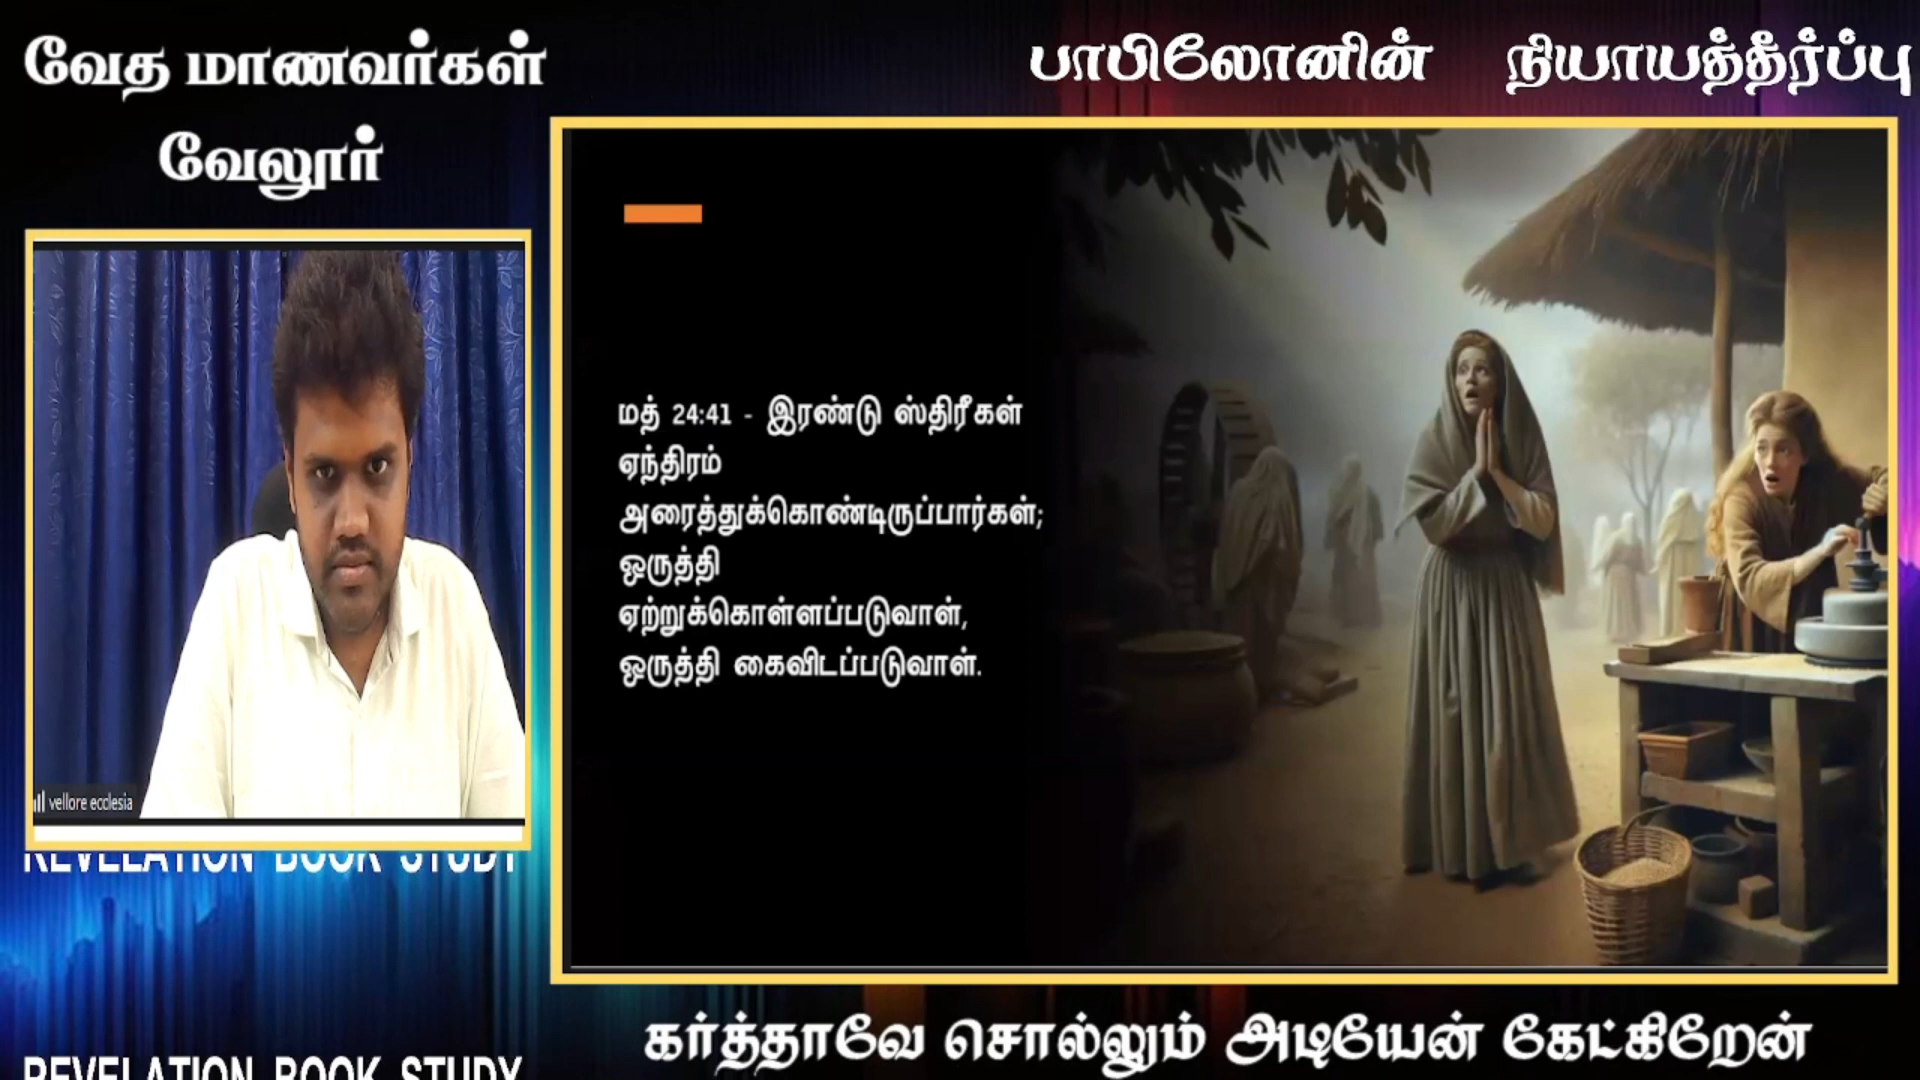 வேத மாணவர்கள்
வேலூர்
பாபிலோனின் நியாயத்தீர்ப்பு
மத் 24:41 - இரண்டு ஸ்திரீகள்
ஏந்திரம்
அரைத்துக்கொண்டிருப்பார்கள்;
ஒருத்தி
ஏற்றுக்கொள்ளப்படுவாள்,
ஒருத்தி கைவிடப்படுவாள்.
vellore ecclesia
REVELATION BOOK STUDY
கர்த்தாவே சொல்லும் அடியேன் கேட்கிறேன்
REVELATION BOOK STUDY